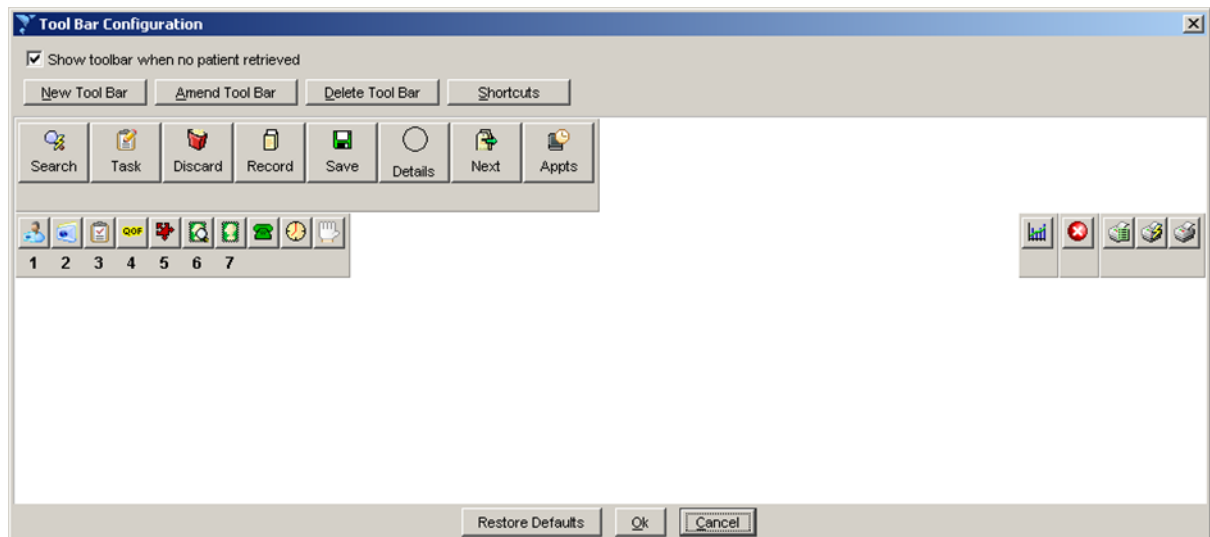 Tool Bar Configuration
Show toolbar when no patient retrieved
New Tool Bar Amend Tool Bar Delete Tool Bar Shortcuts
Search Task Discard Record Save Details Next Appts
QOF
1 2 3 4 5 6 7
Restore Defaults Ok Cancel